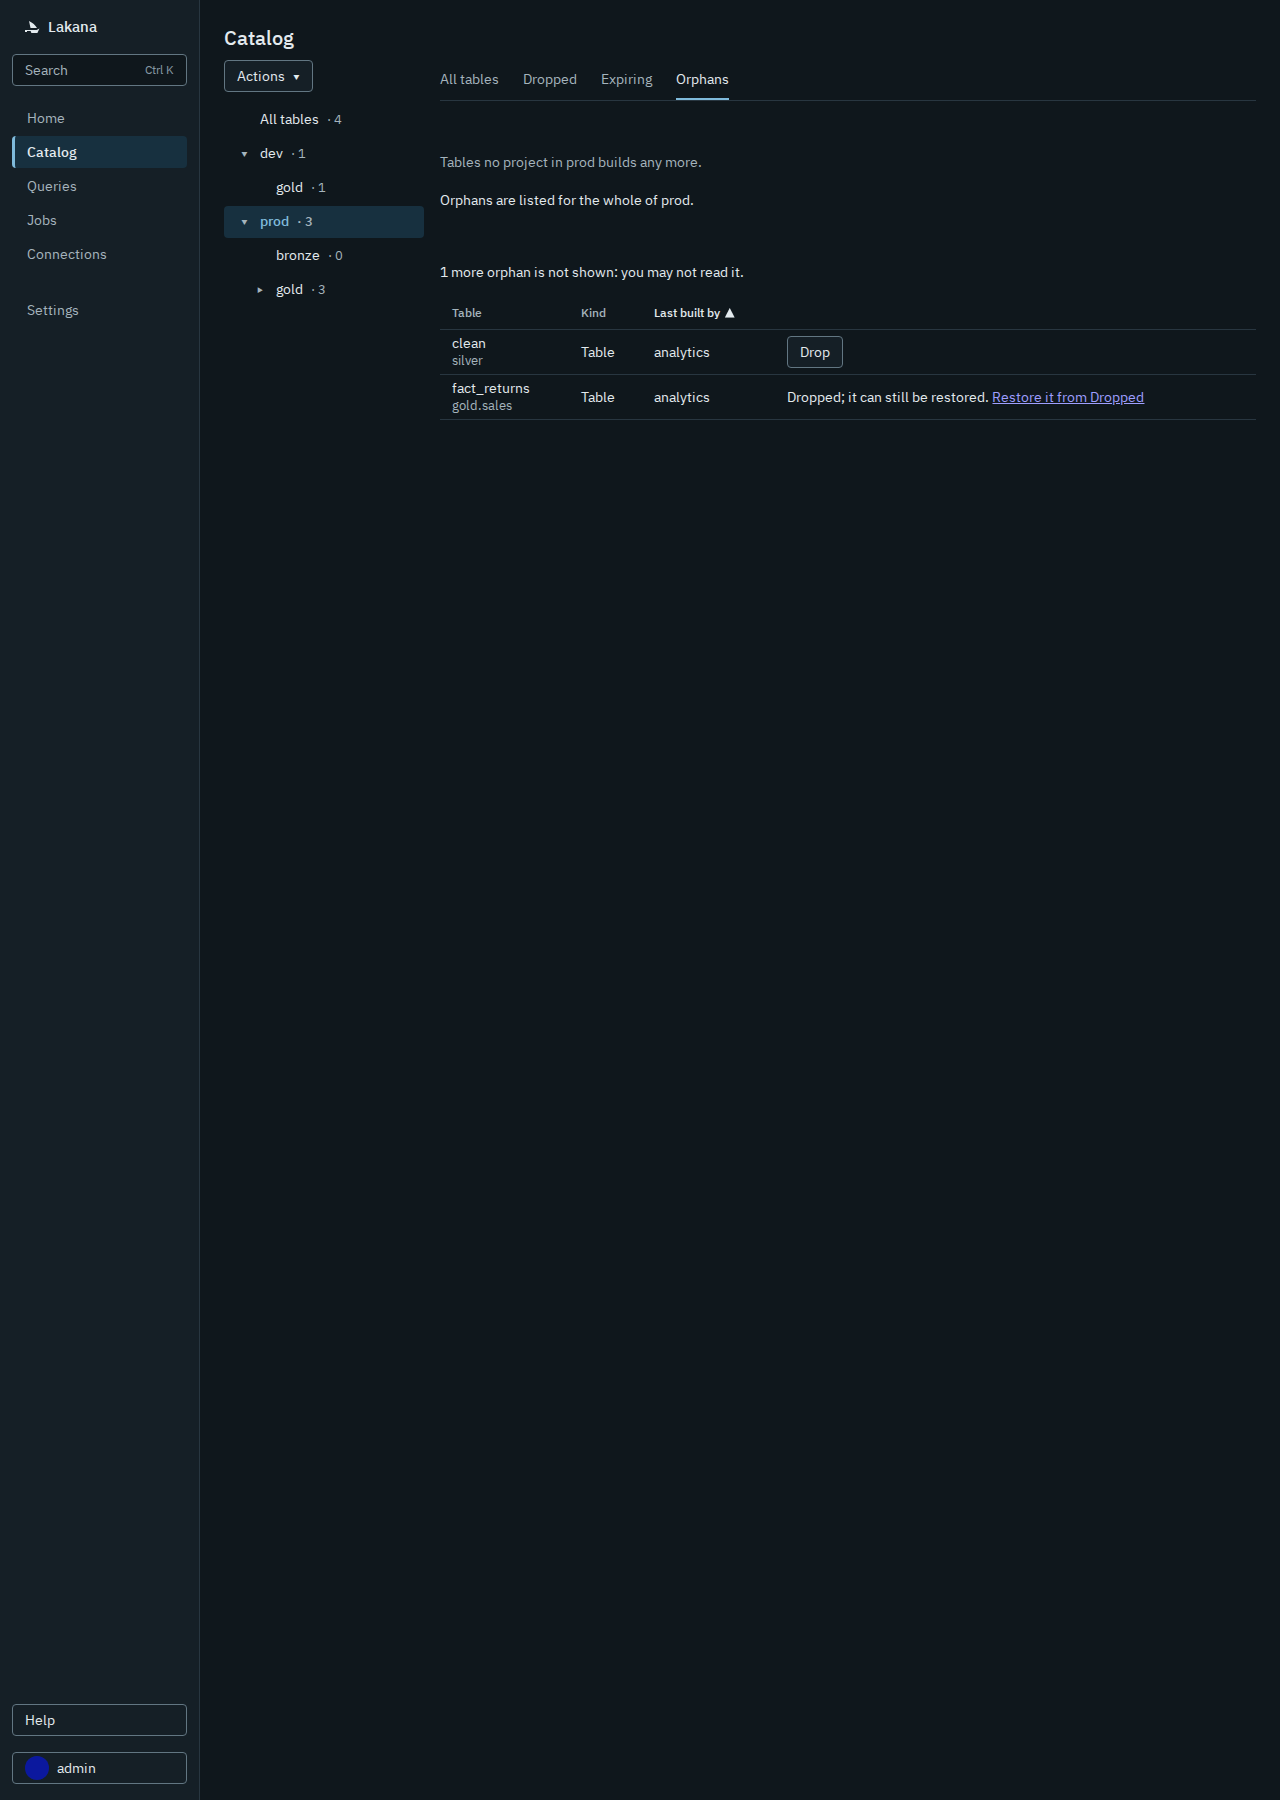 Lakana
Search Ctrl K
Home
Catalog
Queries
Jobs
Connections
Settings
Help
admin
Catalog
Actions ▾
All tables · 4
▾ dev · 1
gold · 1
▾ prod · 3
bronze · 0
▸ gold · 3
All tables Dropped Expiring Orphans
Tables no project in prod builds any more.
Orphans are listed for the whole of prod.
1 more orphan is not shown: you may not read it.
Table Kind Last built by ▲
clean
silver
Table analytics Drop
fact_returns
gold.sales
Table analytics Dropped; it can still be restored. Restore it from Dropped